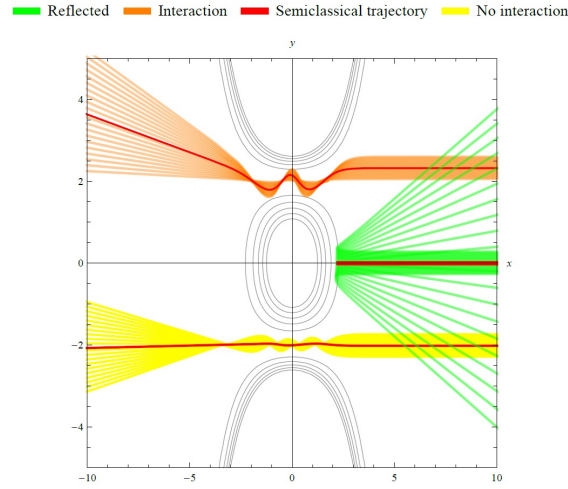 Reflected Interaction Semiclassical trajectory No interaction
y
4
2
0
x
−2
−4
−10 −5 0 5 10